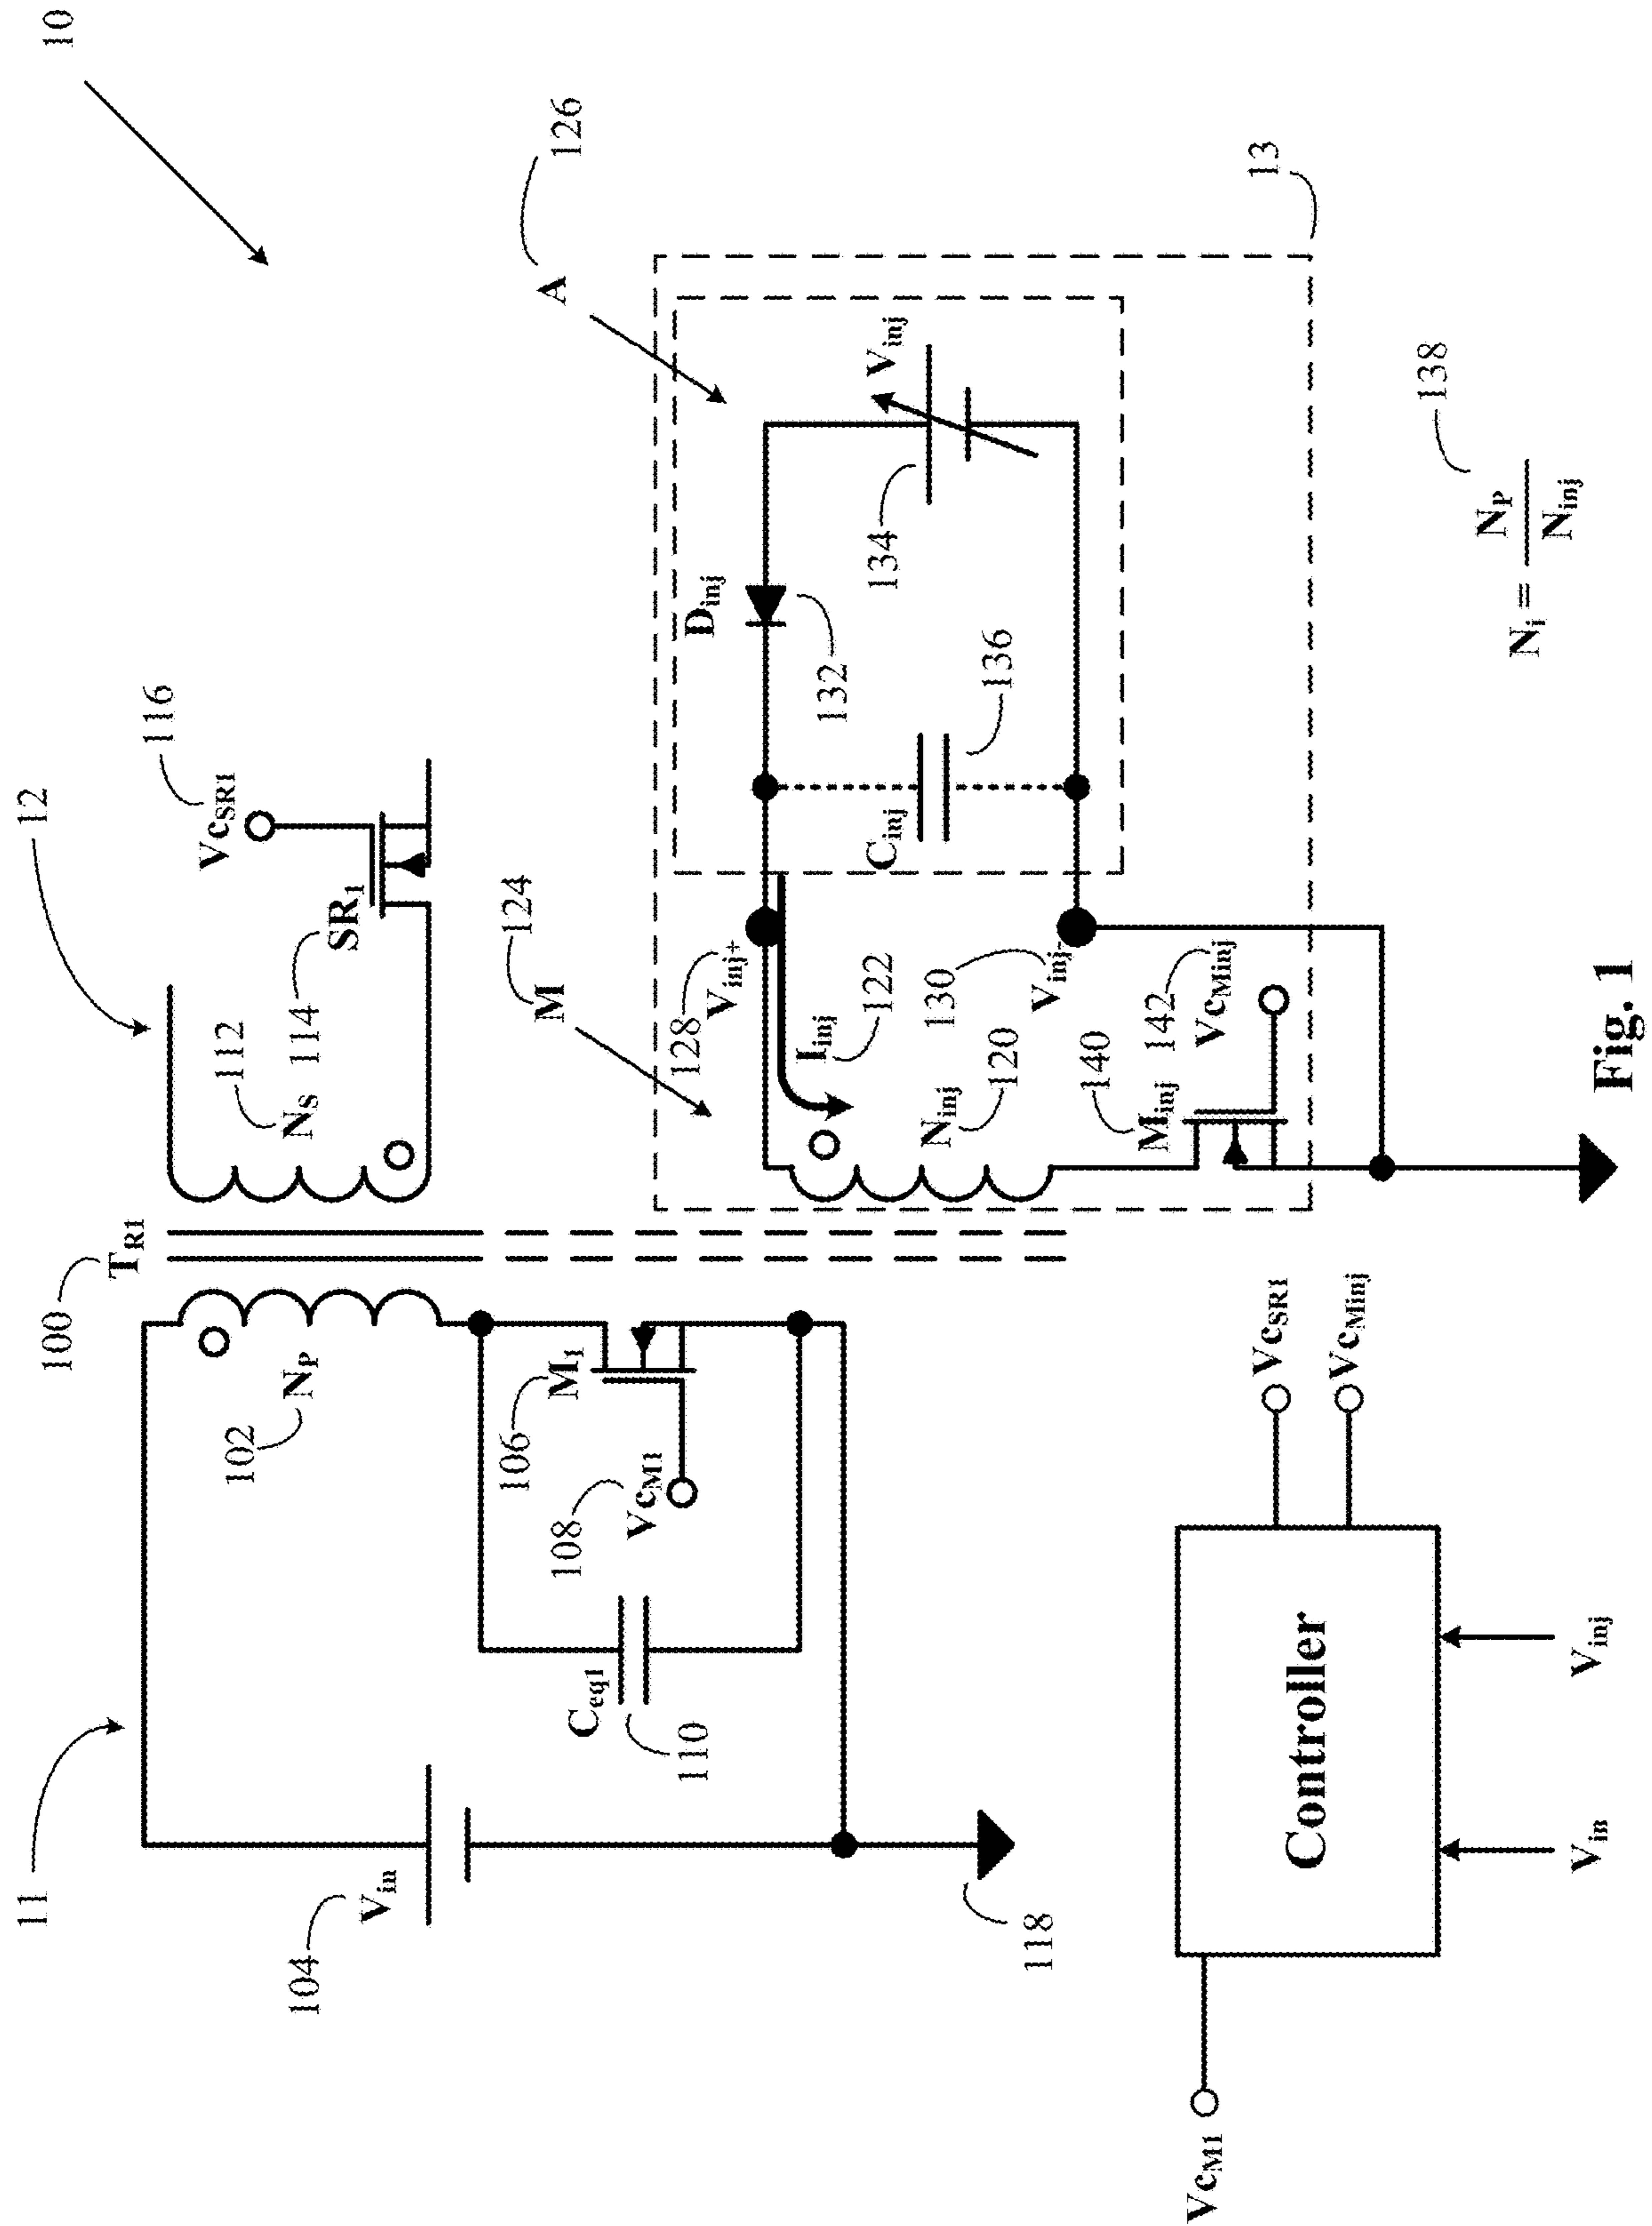 10
11
12
100
T_R1
116
Vc_SR1
112
N_S
114
SR_1
102
N_P
104
V_in
106
M_1
108
Vc_M1
C_eq1
110
118
126
A
124
M
128
V_inj+
D_inj
132
V_inj
134
I_inj
122
C_inj
136
130
V_inj-
N_inj
120
140
M_inj
142
Vc_Minj
13
138
N_i = N_P / N_inj
Vc_M1
Controller
Vc_SR1
Vc_Minj
V_in
V_inj
Fig. 1